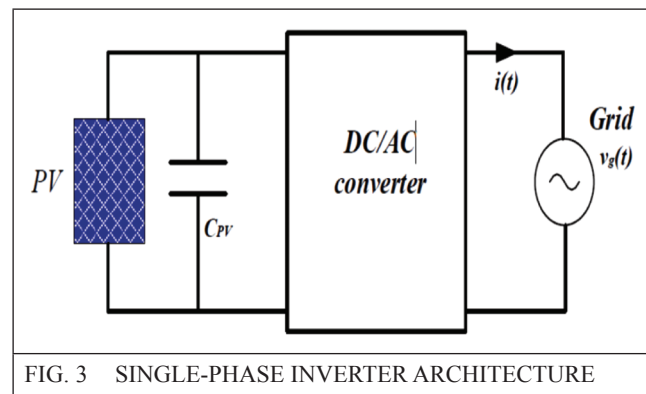 PV
CPV
DC/AC
converter
i(t)
Grid
vg(t)
FIG. 3 SINGLE-PHASE INVERTER ARCHITECTURE